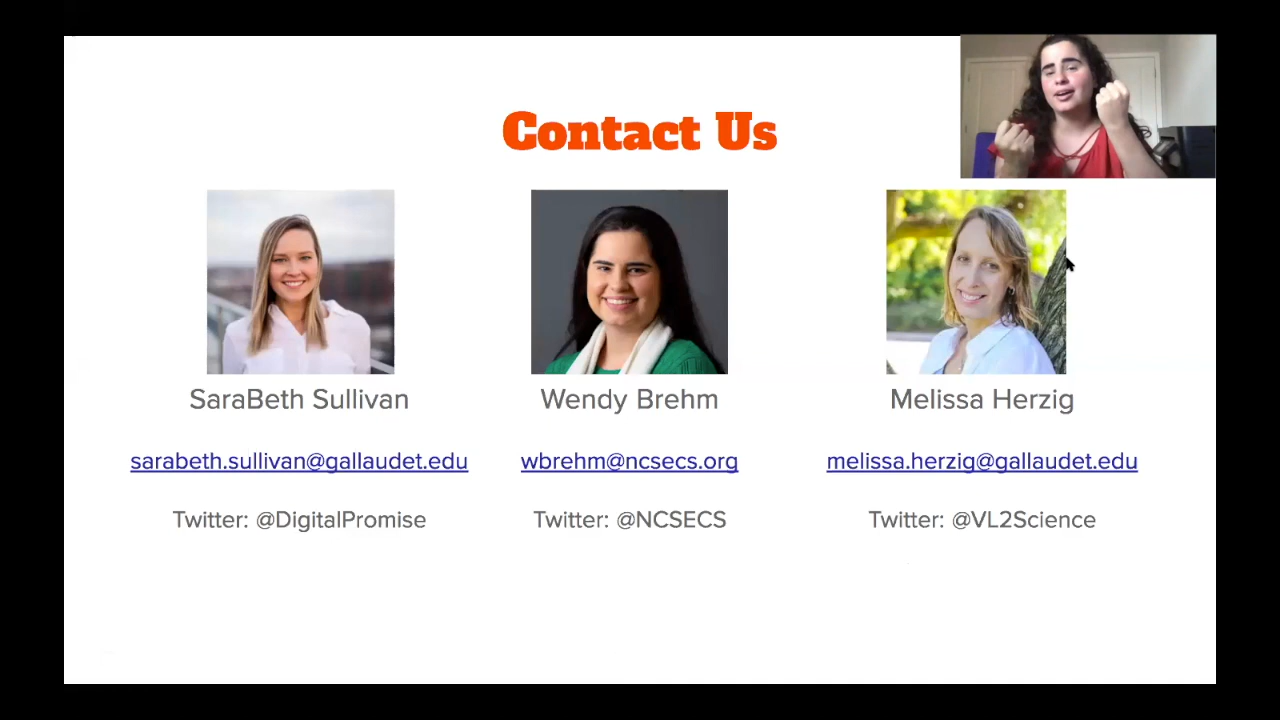 Contact Us
SaraBeth Sullivan
Wendy Brehm
Melissa Herzig
sarabeth.sullivan@gallaudet.edu
wbrehm@ncsecs.org
melissa.herzig@gallaudet.edu
Twitter: @DigitalPromise
Twitter: @NCSECS
Twitter: @VL2Science